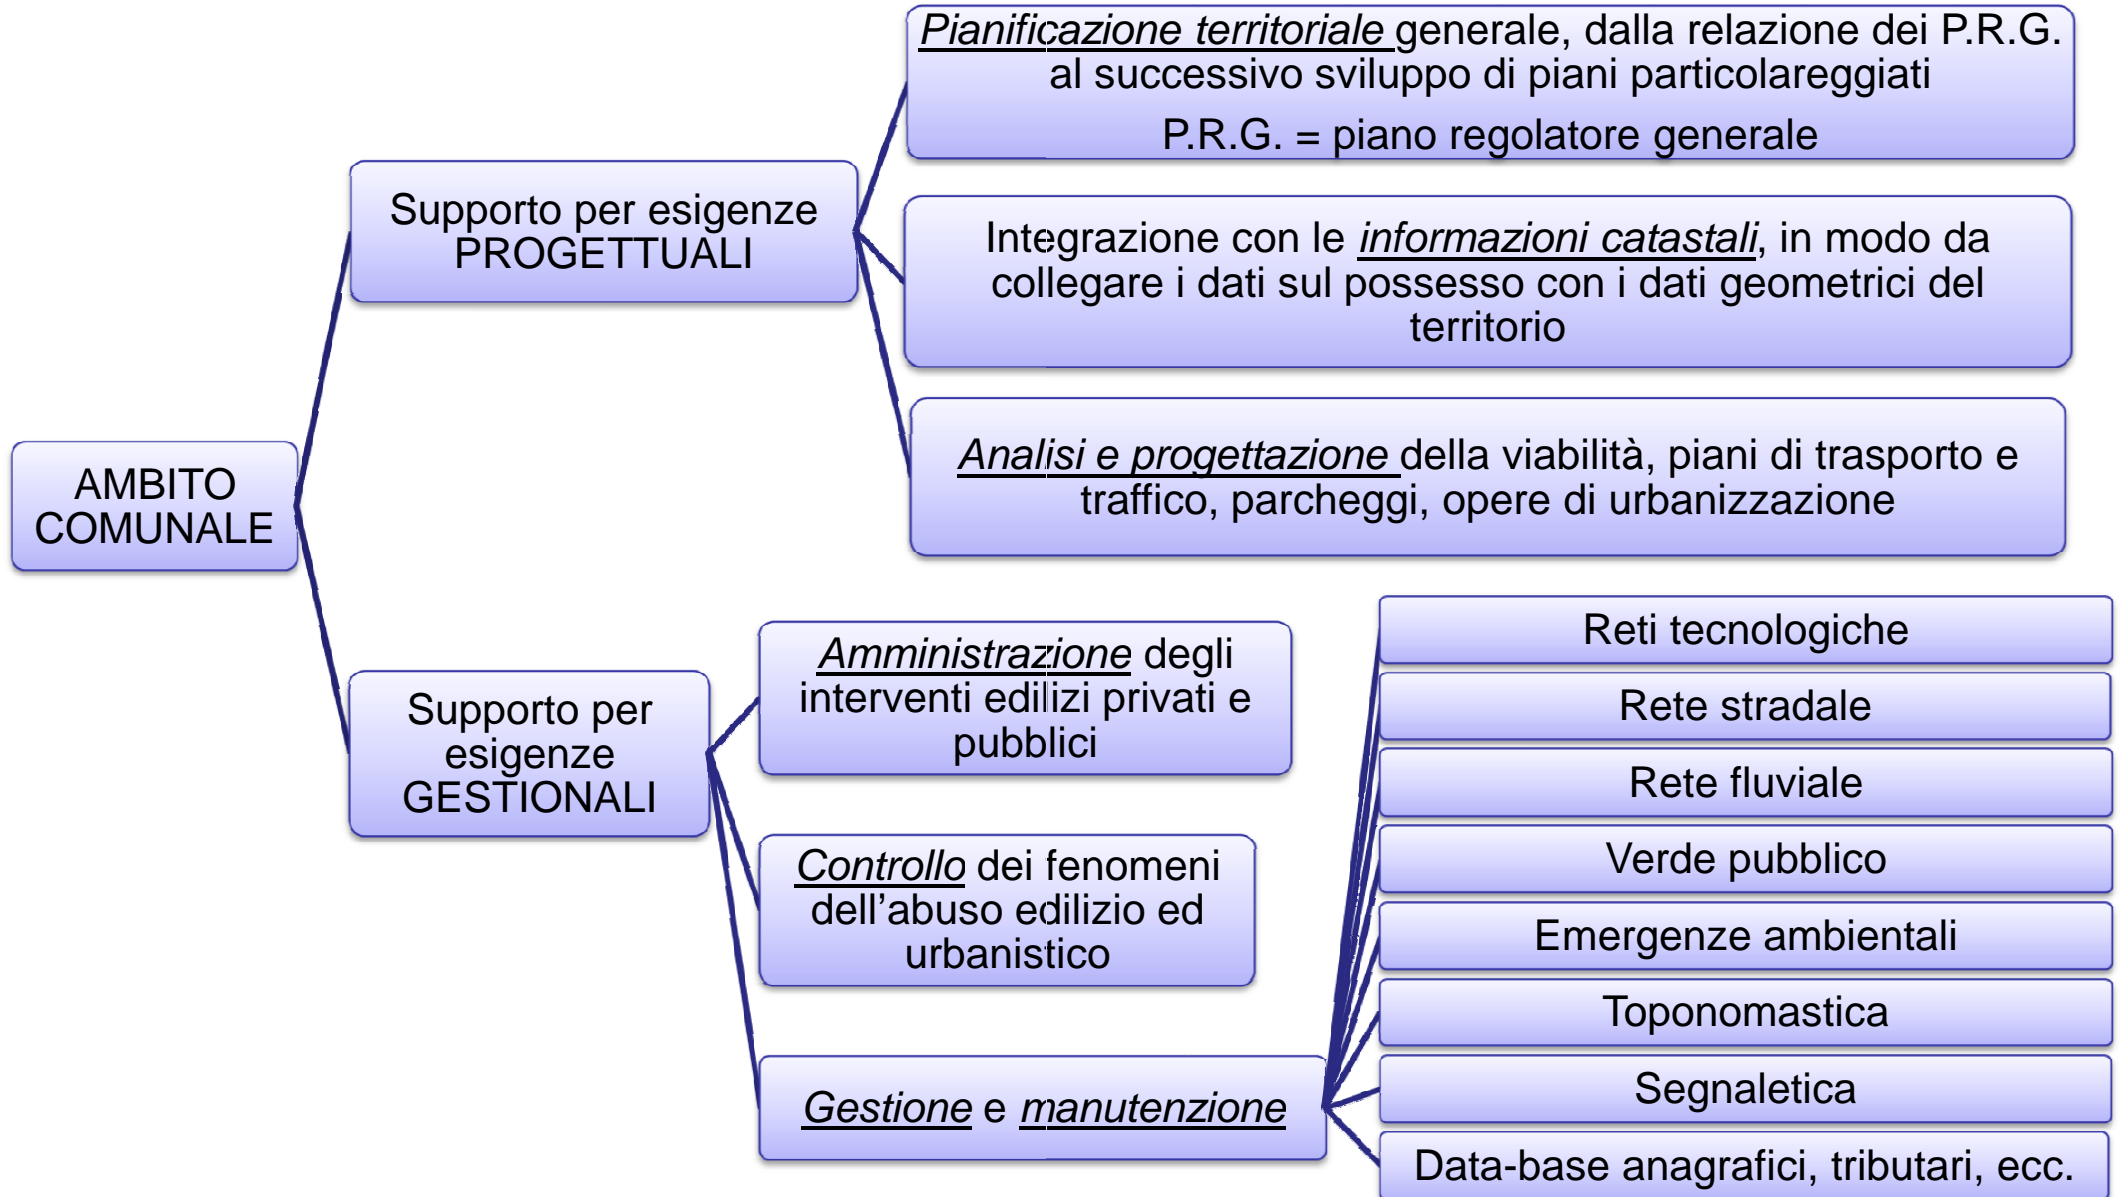 Pianificazione territoriale generale, dalla relazione dei P.R.G.
al successivo sviluppo di piani particolareggiati
P.R.G. = piano regolatore generale
Supporto per esigenze
PROGETTUALI
Integrazione con le informazioni catastali, in modo da
collegare i dati sul possesso con i dati geometrici del
territorio
Analisi e progettazione della viabilità, piani di trasporto e
traffico, parcheggi, opere di urbanizzazione
AMBITO
COMUNALE
Supporto per
esigenze
GESTIONALI
Amministrazione degli
interventi edilizi privati e
pubblici
Controllo dei fenomeni
dell’abuso edilizio ed
urbanistico
Gestione e manutenzione
Reti tecnologiche
Rete stradale
Rete fluviale
Verde pubblico
Emergenze ambientali
Toponomastica
Segnaletica
Data-base anagrafici, tributari, ecc.